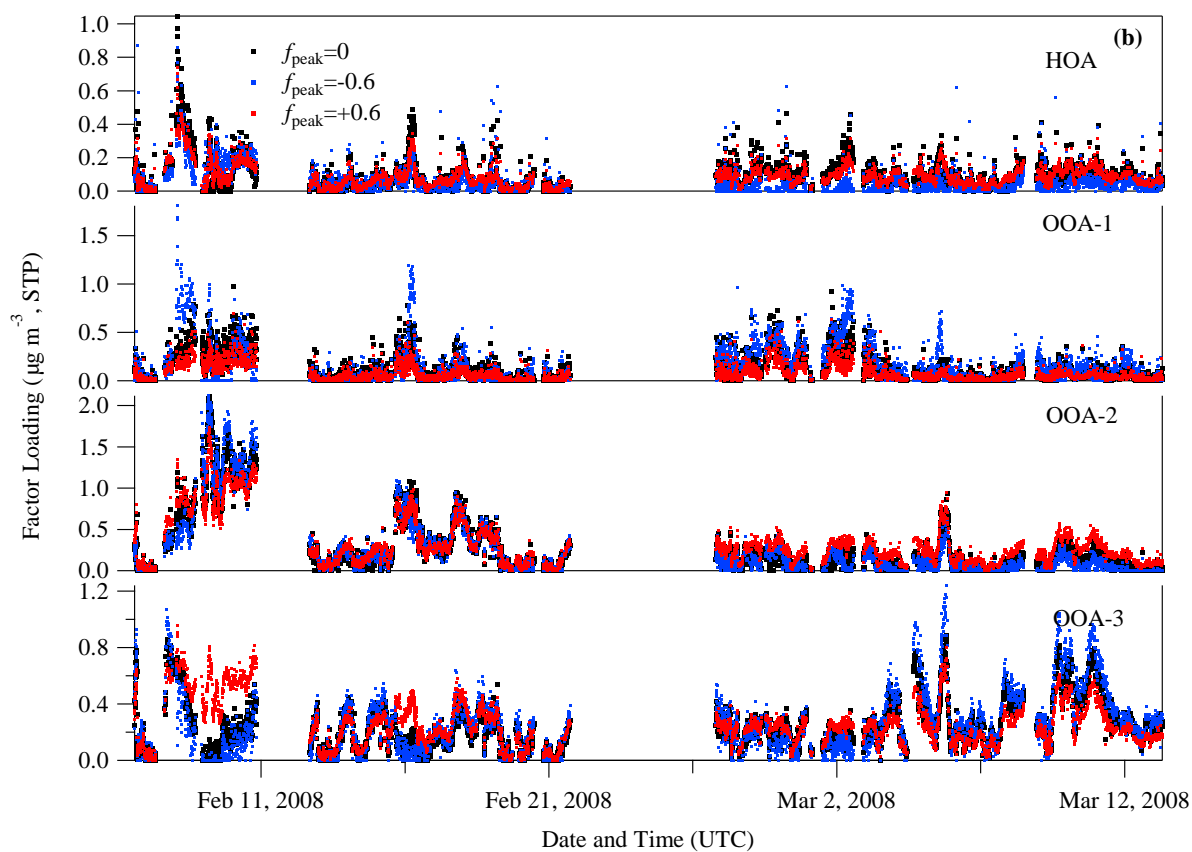 (b)
HOA
f_peak=0
f_peak=-0.6
f_peak=+0.6
1.0
0.8
0.6
0.4
0.2
0.0
OOA-1
1.5
1.0
0.5
0.0
OOA-2
2.0
1.5
1.0
0.5
0.0
OOA-3
1.2
0.8
0.4
0.0
Factor Loading (µg m⁻³, STP)
Feb 11, 2008 Feb 21, 2008 Mar 2, 2008 Mar 12, 2008
Date and Time (UTC)